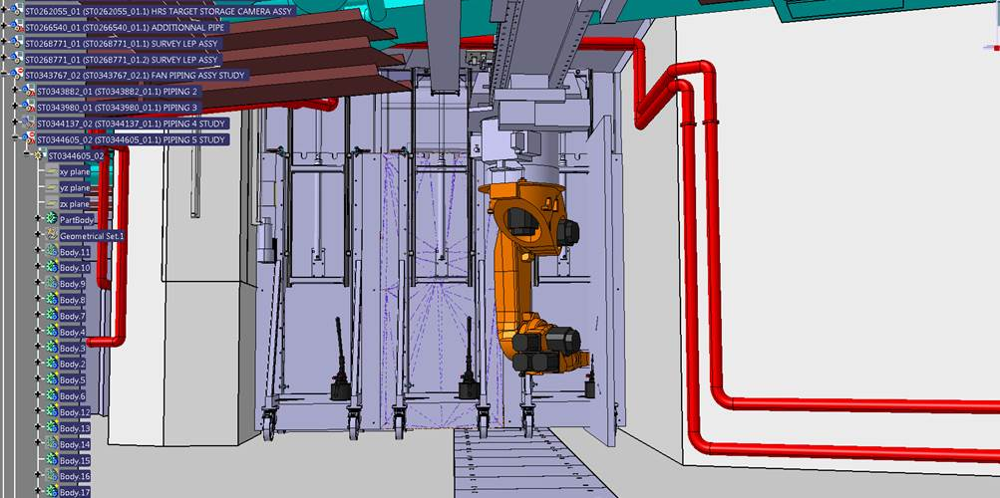 ST0262055_01 (ST0262055_01.1) HRS TARGET STORAGE CAMERA ASSY
ST0266540_01 (ST0266540_01.1) ADDITIONNAL PIPE
ST0268771_01 (ST0268771_01.1) SURVEY LEP ASSY
ST0268771_01 (ST0268771_01.2) SURVEY LEP ASSY
ST0343767_02 (ST0343767_02.1) FAN PIPING ASSY STUDY
ST0343882_01 (ST0343882_01.1) PIPING 2
ST0343980_01 (ST0343980_01.1) PIPING 3
ST0344137_02 (ST0344137_01.1) PIPING 4 STUDY
ST0344605_02 (ST0344605_01.1) PIPING 5 STUDY
ST0344605_02
xy plane
yz plane
zx plane
PartBody
Geometrical Set.1
Body.11
Body.10
Body.9
Body.8
Body.7
Body.4
Body.3
Body.2
Body.5
Body.6
Body.12
Body.13
Body.14
Body.15
Body.16
Body.17